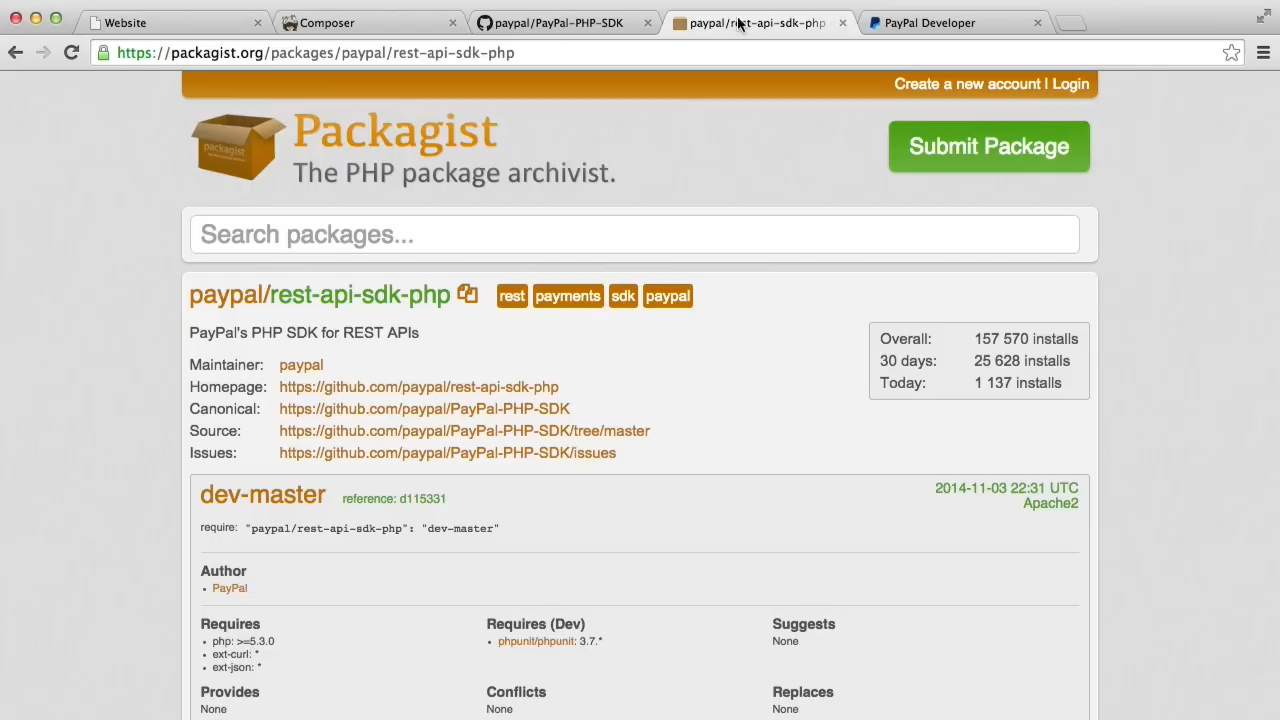 Website
Composer
paypal/PayPal-PHP-SDK
paypal/rest-api-sdk-php
PayPal Developer
https://packagist.org/packages/paypal/rest-api-sdk-php
Create a new account | Login
packagist
Packagist
The PHP package archivist.
Submit Package
Search packages...
paypal/rest-api-sdk-php
rest payments sdk paypal
PayPal's PHP SDK for REST APIs
Overall: 157 570 installs
30 days: 25 628 installs
Today: 1 137 installs
Maintainer: paypal
Homepage: https://github.com/paypal/rest-api-sdk-php
Canonical: https://github.com/paypal/PayPal-PHP-SDK
Source: https://github.com/paypal/PayPal-PHP-SDK/tree/master
Issues: https://github.com/paypal/PayPal-PHP-SDK/issues
dev-master reference: d115331
2014-11-03 22:31 UTC
Apache2
require: "paypal/rest-api-sdk-php": "dev-master"
Author
• PayPal
Requires
• php: >=5.3.0
• ext-curl: *
• ext-json: *
Requires (Dev)
• phpunit/phpunit: 3.7.*
Suggests
None
Provides
None
Conflicts
None
Replaces
None